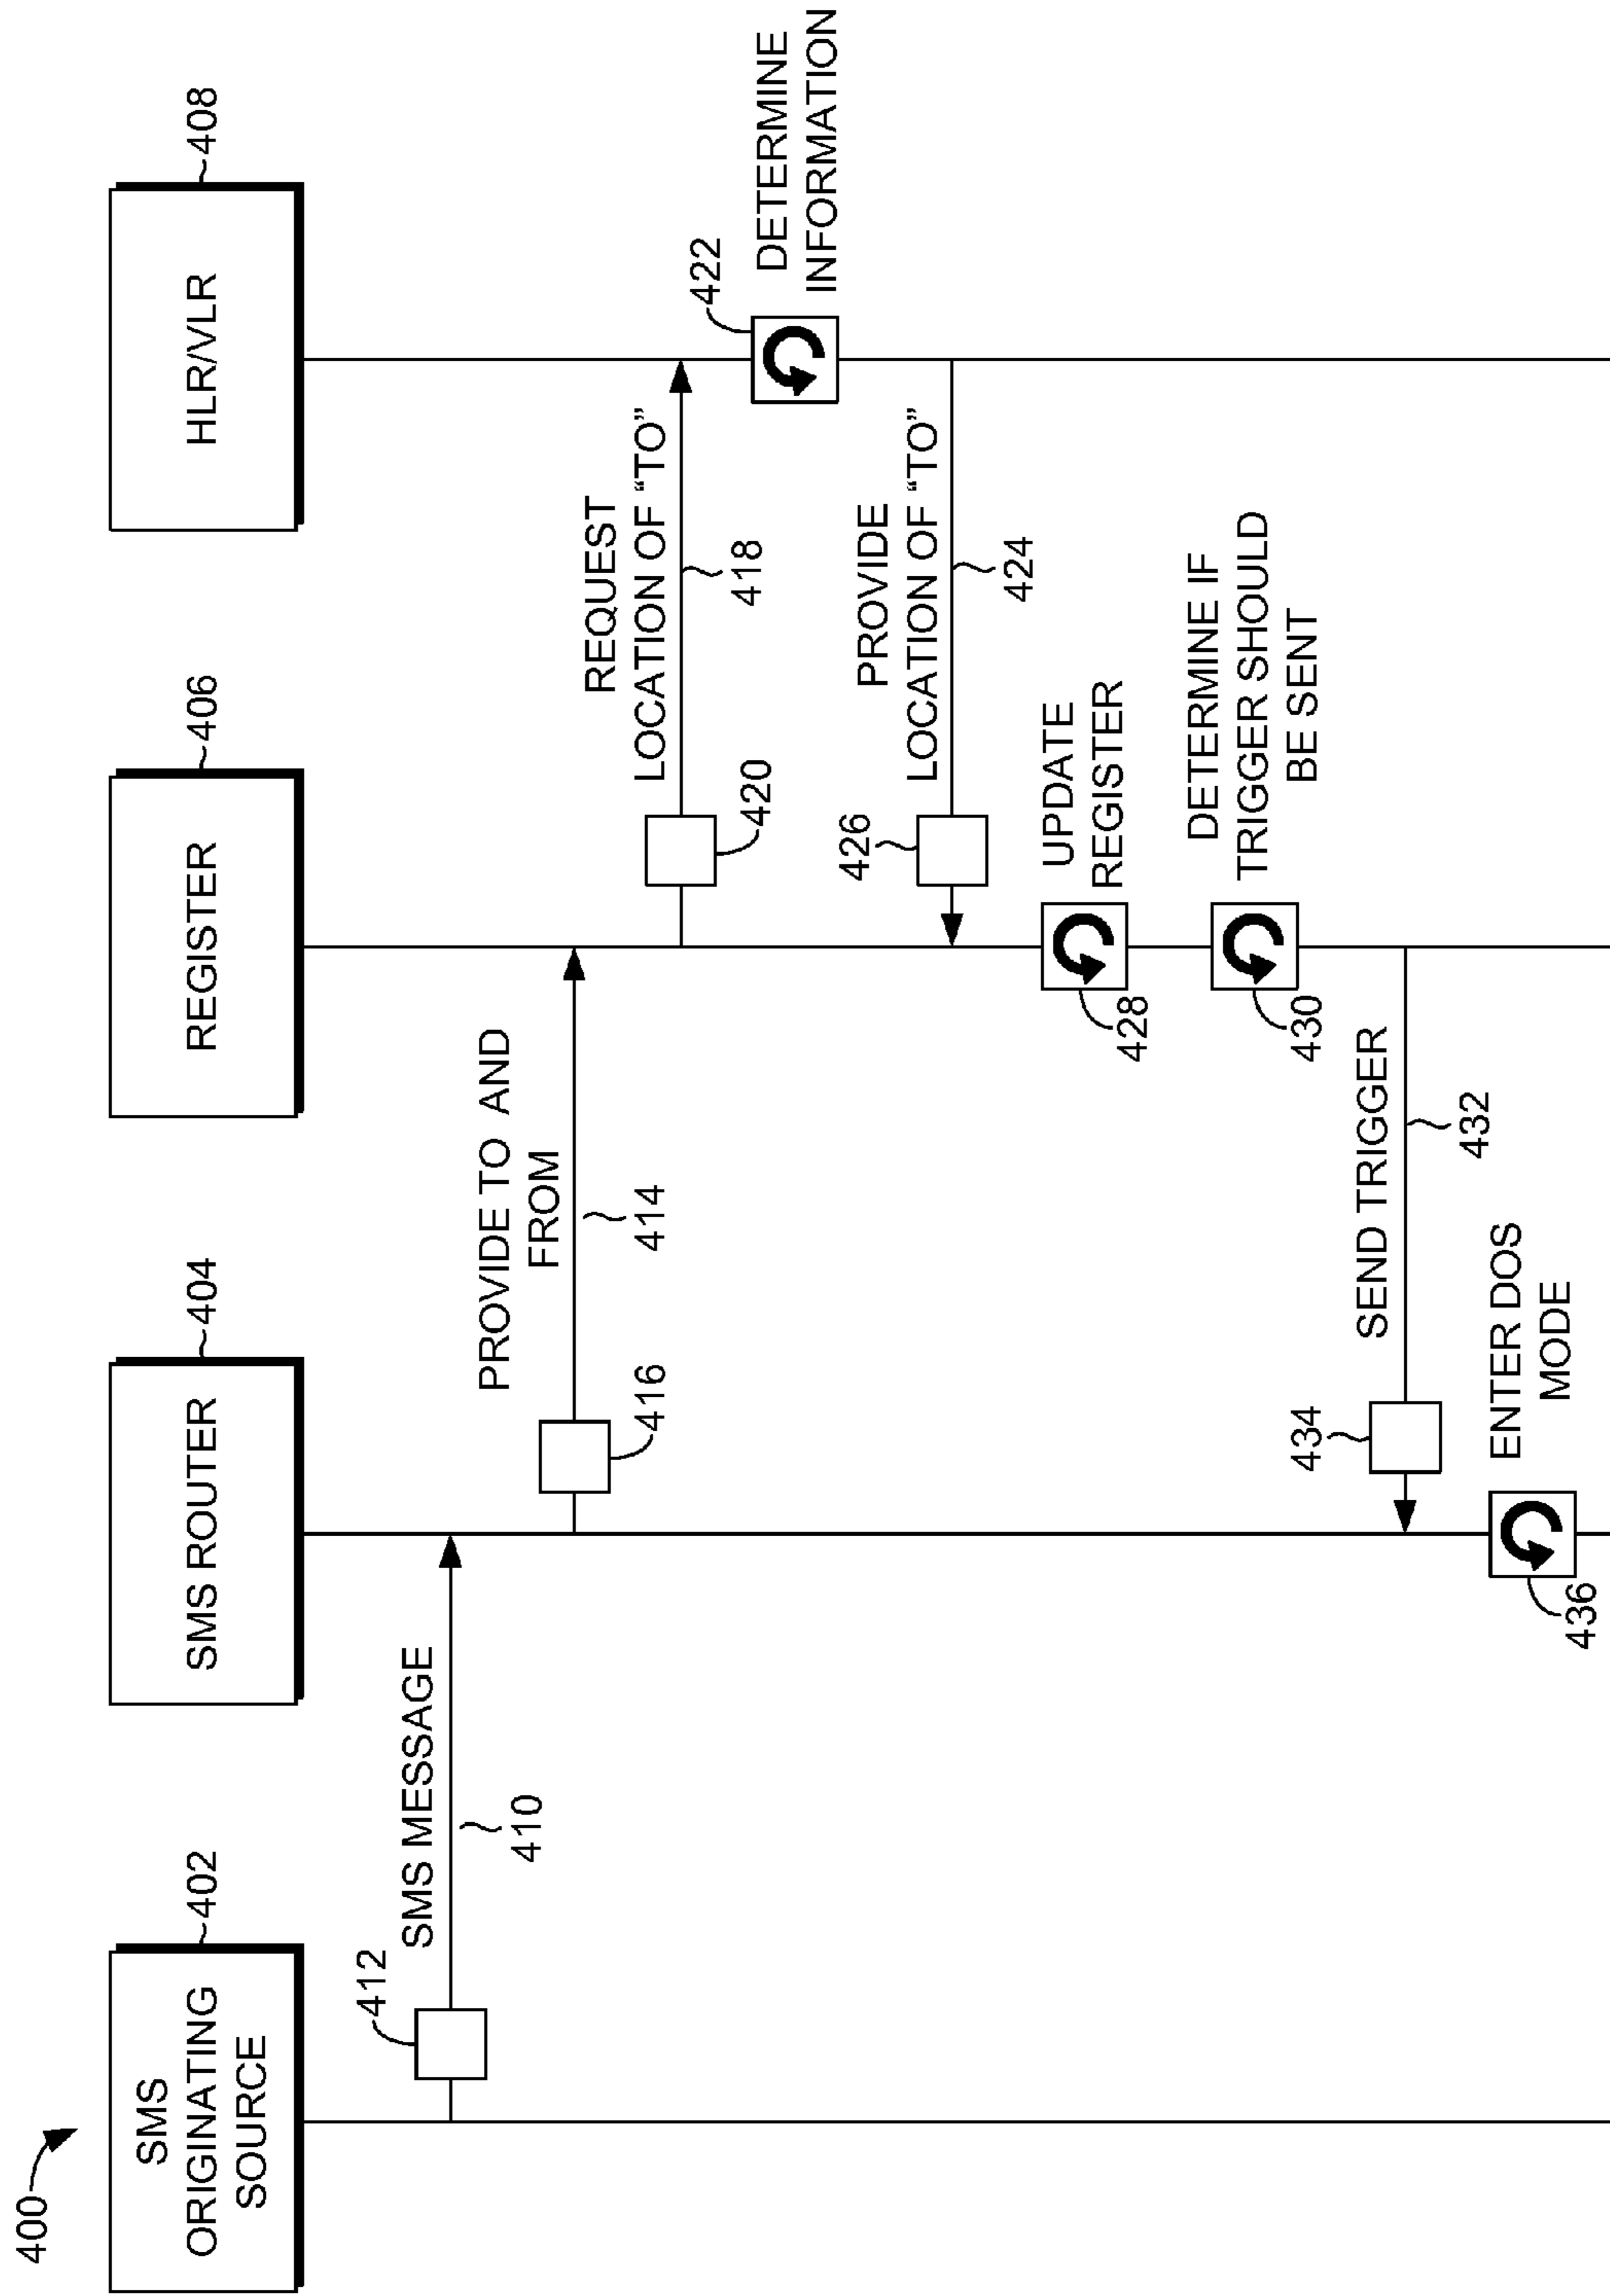 400
SMS
ORIGINATING
SOURCE
402
SMS ROUTER
404
REGISTER
406
HLR/VLR
408
412
SMS MESSAGE
410
PROVIDE TO AND
FROM
414
416
REQUEST
LOCATION OF “TO”
418
420
422
DETERMINE
INFORMATION
PROVIDE
LOCATION OF “TO”
424
426
UPDATE
REGISTER
428
DETERMINE IF
TRIGGER SHOULD
BE SENT
430
SEND TRIGGER
432
434
ENTER DOS
MODE
436